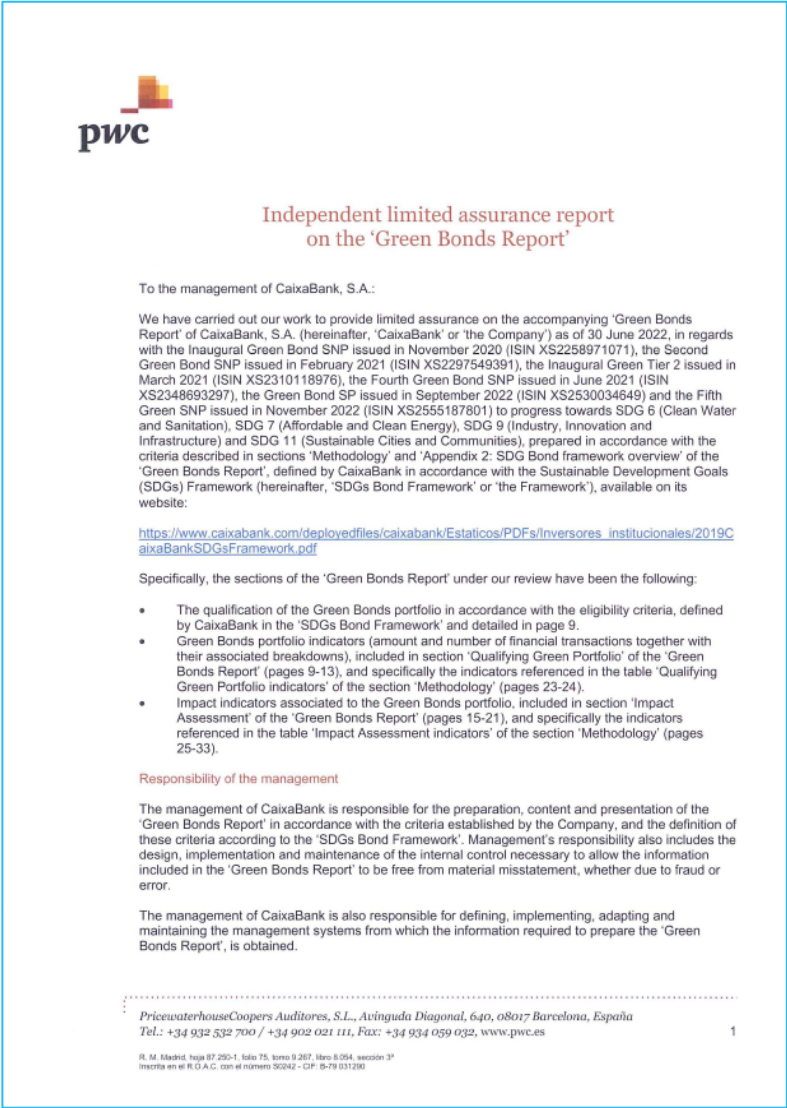 pwc
Independent limited assurance report
on the ‘Green Bonds Report’
To the management of CaixaBank, S.A.:
We have carried out our work to provide limited assurance on the accompanying ‘Green Bonds
Report’ of CaixaBank, S.A. (hereinafter, ‘CaixaBank’ or ‘the Company’) as of 30 June 2022, in regards
with the Inaugural Green Bond SNP issued in November 2020 (ISIN XS2258971071), the Second
Green Bond SNP issued in February 2021 (ISIN XS2297549391), the Inaugural Green Tier 2 issued in
March 2021 (ISIN XS2310118976), the Fourth Green Bond SNP issued in June 2021 (ISIN
XS2348693297), the Green Bond SP issued in September 2022 (ISIN XS2530034649) and the Fifth
Green SNP issued in November 2022 (ISIN XS2555187801) to progress towards SDG 6 (Clean Water
and Sanitation), SDG 7 (Affordable and Clean Energy), SDG 9 (Industry, Innovation and
Infrastructure) and SDG 11 (Sustainable Cities and Communities), prepared in accordance with the
criteria described in sections ‘Methodology’ and ‘Appendix 2: SDG Bond framework overview’ of the
‘Green Bonds Report’, defined by CaixaBank in accordance with the Sustainable Development Goals
(SDGs) Framework (hereinafter, ‘SDGs Bond Framework’ or ‘the Framework’), available on its
website:
https://www.caixabank.com/deployedfiles/caixabank/Estaticos/PDFs/Inversores_institucionales/2019C
aixaBankSDGsFramework.pdf
Specifically, the sections of the ‘Green Bonds Report’ under our review have been the following:
• The qualification of the Green Bonds portfolio in accordance with the eligibility criteria, defined
by CaixaBank in the ‘SDGs Bond Framework’ and detailed in page 9.
• Green Bonds portfolio indicators (amount and number of financial transactions together with
their associated breakdowns), included in section ‘Qualifying Green Portfolio’ of the ‘Green
Bonds Report’ (pages 9-13), and specifically the indicators referenced in the table ‘Qualifying
Green Portfolio indicators’ of the section ‘Methodology’ (pages 23-24).
• Impact indicators associated to the Green Bonds portfolio, included in section ‘Impact
Assessment’ of the ‘Green Bonds Report’ (pages 15-21), and specifically the indicators
referenced in the table ‘Impact Assessment indicators’ of the section ‘Methodology’ (pages
25-33).
Responsibility of the management
The management of CaixaBank is responsible for the preparation, content and presentation of the
‘Green Bonds Report’ in accordance with the criteria established by the Company, and the definition of
these criteria according to the ‘SDGs Bond Framework’. Management’s responsibility also includes the
design, implementation and maintenance of the internal control necessary to allow the information
included in the ‘Green Bonds Report’ to be free from material misstatement, whether due to fraud or
error.
The management of CaixaBank is also responsible for defining, implementing, adapting and
maintaining the management systems from which the information required to prepare the ‘Green
Bonds Report’, is obtained.
PricewaterhouseCoopers Auditores, S.L., Avinguda Diagonal, 640, 08017 Barcelona, España
Tel.: +34 932 532 700 / +34 902 021 111, Fax: +34 934 059 032, www.pwc.es
1
R. M. Madrid, hoja 87.250-1, folio 75, tomo 9.267, libro 8.054, sección 3ª
Inscrita en el R.O.A.C. con el número S0242 - CIF: B-79 031290